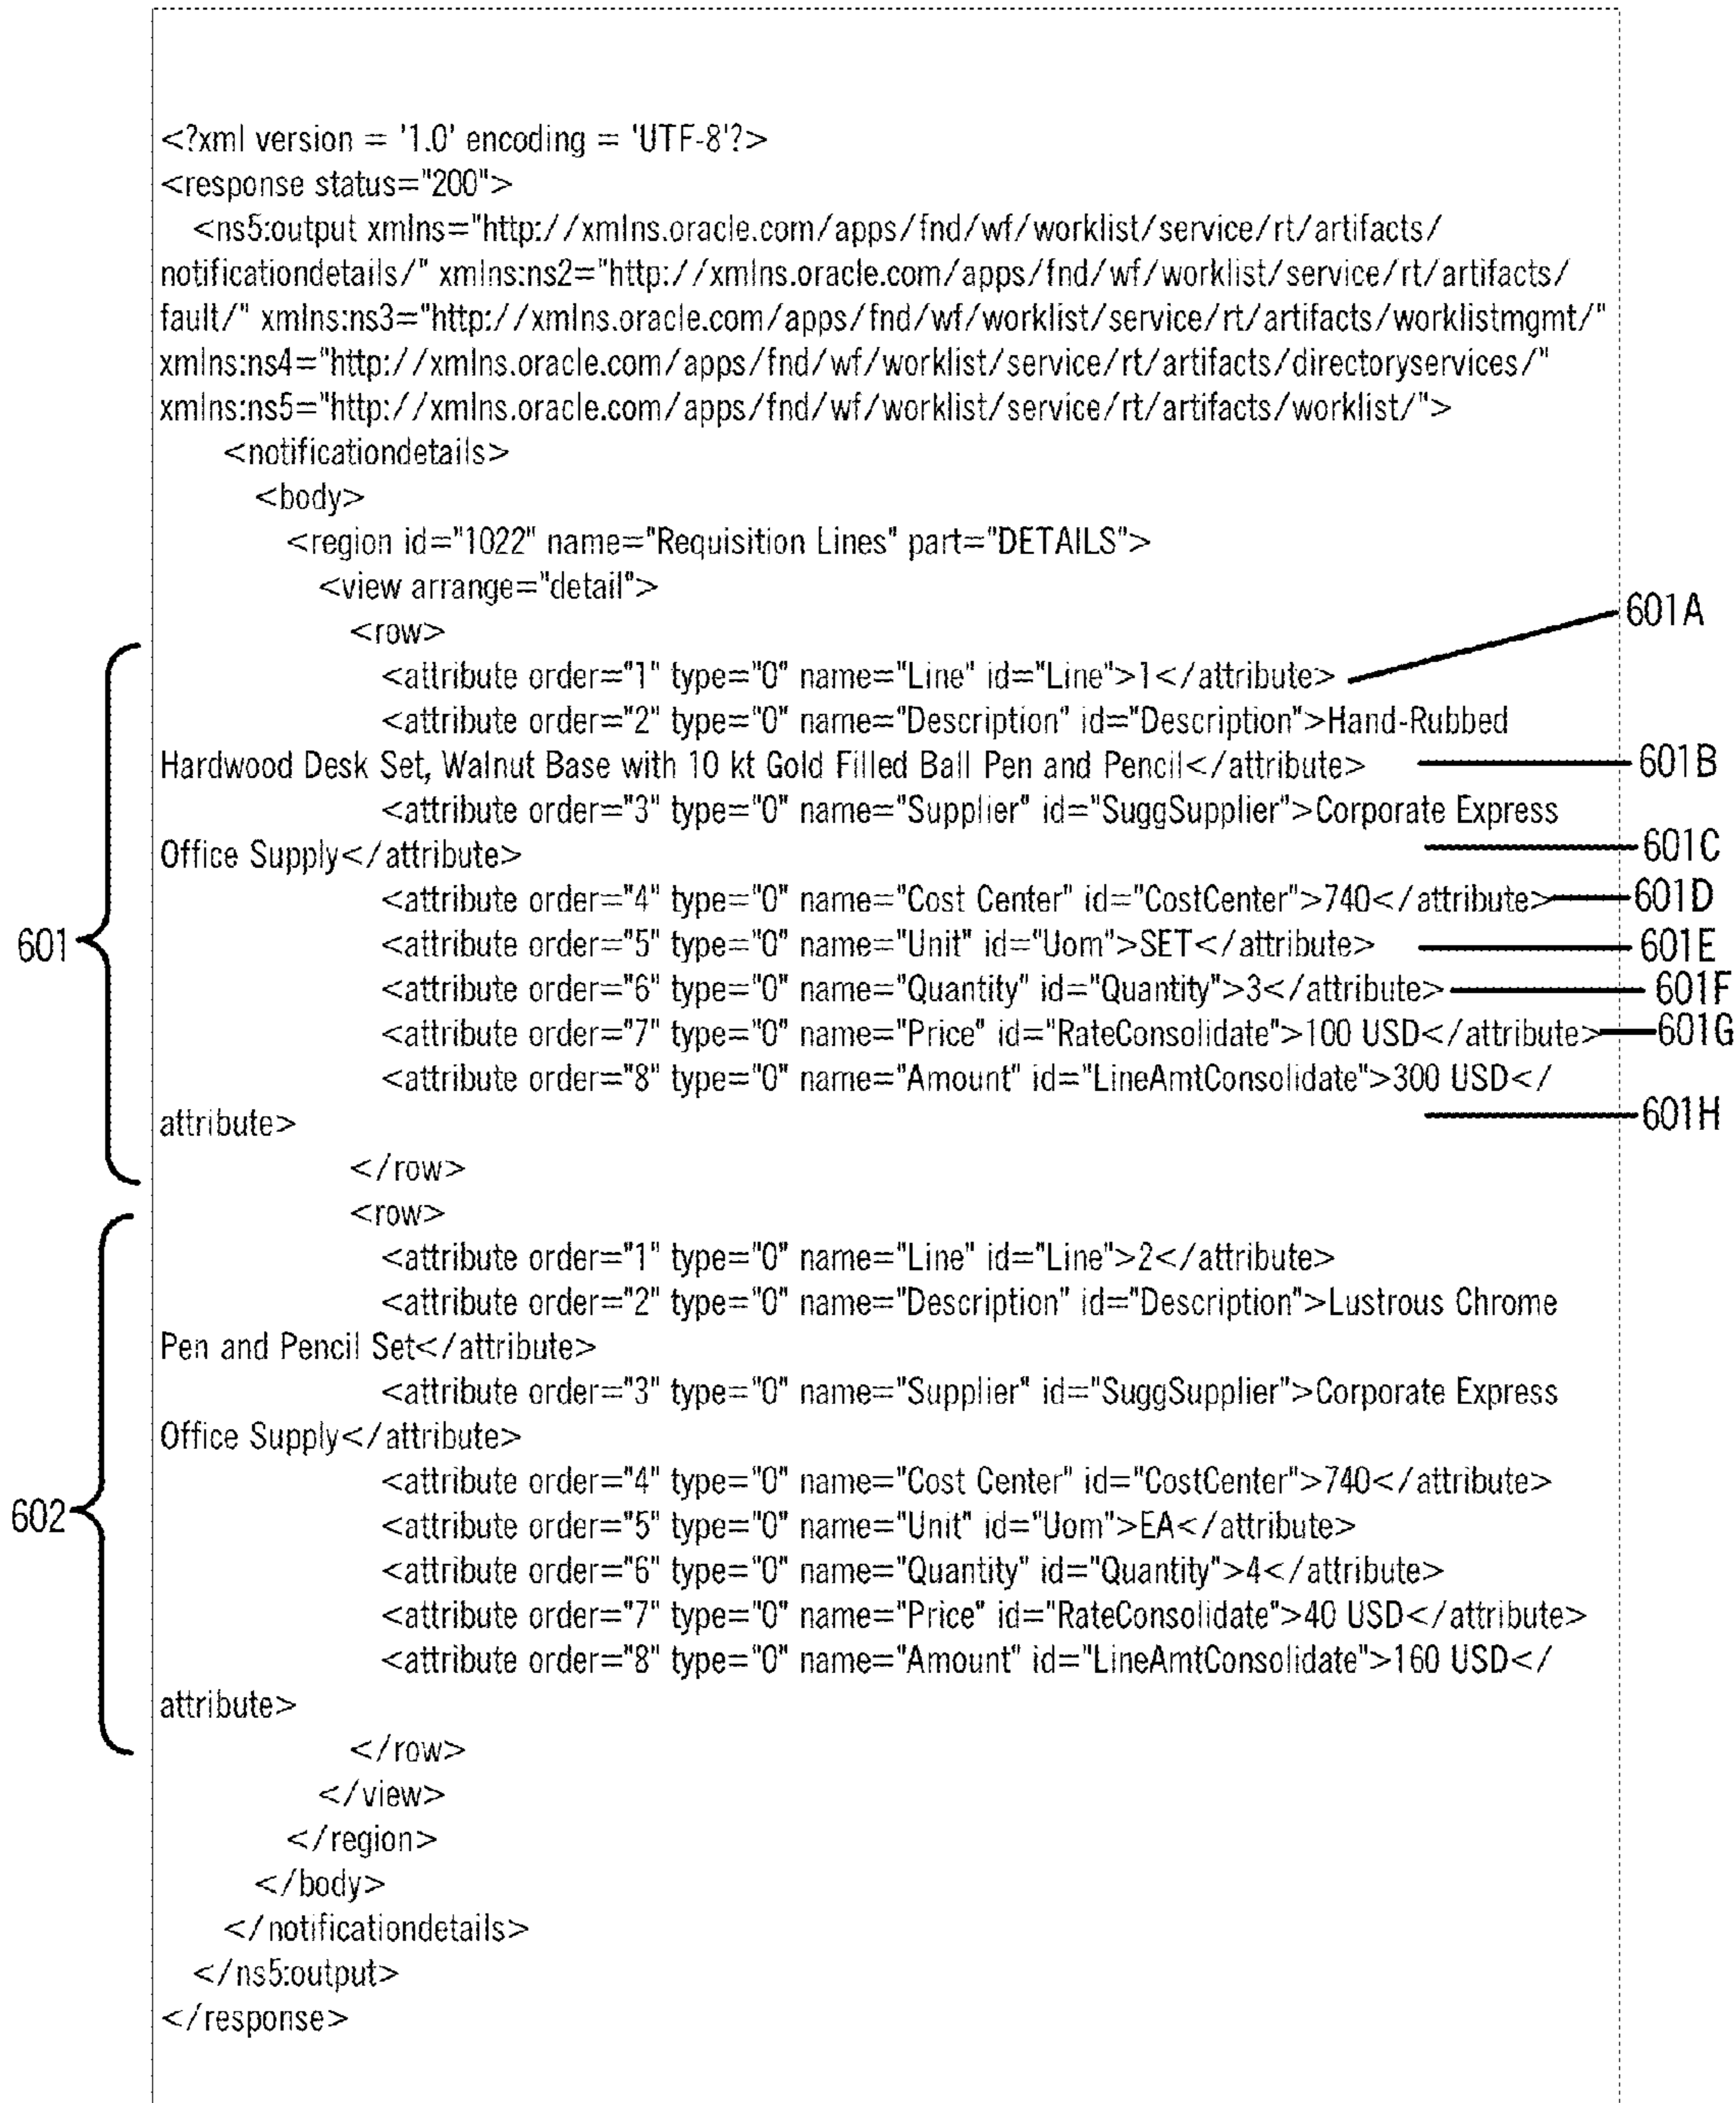 <?xml version = '1.0' encoding = 'UTF-8'?>
<response status="200">
<ns5:output xmlns="http://xmlns.oracle.com/apps/fnd/wf/worklist/service/rt/artifacts/
notificationdetails/" xmlns:ns2="http://xmlns.oracle.com/apps/fnd/wf/worklist/service/rt/artifacts/
fault/" xmlns:ns3="http://xmlns.oracle.com/apps/fnd/wf/worklist/service/rt/artifacts/worklistmgmt/"
xmlns:ns4="http://xmlns.oracle.com/apps/fnd/wf/worklist/service/rt/artifacts/directoryservices/"
xmlns:ns5="http://xmlns.oracle.com/apps/fnd/wf/worklist/service/rt/artifacts/worklist/">
<notificationdetails>
<body>
<region id="1022" name="Requisition Lines" part="DETAILS">
<view arrange="detail">
<row>
601A
<attribute order="1" type="0" name="Line" id="Line">1</attribute>
<attribute order="2" type="0" name="Description" id="Description">Hand-Rubbed
Hardwood Desk Set, Walnut Base with 10 kt Gold Filled Ball Pen and Pencil</attribute> 601B
<attribute order="3" type="0" name="Supplier" id="SuggSupplier">Corporate Express
Office Supply</attribute> 601C
<attribute order="4" type="0" name="Cost Center" id="CostCenter">740</attribute> 601D
601 <attribute order="5" type="0" name="Unit" id="Uom">SET</attribute> 601E
<attribute order="6" type="0" name="Quantity" id="Quantity">3</attribute> 601F
<attribute order="7" type="0" name="Price" id="RateConsolidate">100 USD</attribute> 601G
<attribute order="8" type="0" name="Amount" id="LineAmtConsolidate">300 USD</
attribute> 601H
</row>
<row>
<attribute order="1" type="0" name="Line" id="Line">2</attribute>
<attribute order="2" type="0" name="Description" id="Description">Lustrous Chrome
Pen and Pencil Set</attribute>
<attribute order="3" type="0" name="Supplier" id="SuggSupplier">Corporate Express
Office Supply</attribute>
<attribute order="4" type="0" name="Cost Center" id="CostCenter">740</attribute>
602 <attribute order="5" type="0" name="Unit" id="Uom">EA</attribute>
<attribute order="6" type="0" name="Quantity" id="Quantity">4</attribute>
<attribute order="7" type="0" name="Price" id="RateConsolidate">40 USD</attribute>
<attribute order="8" type="0" name="Amount" id="LineAmtConsolidate">160 USD</
attribute>
</row>
</view>
</region>
</body>
</notificationdetails>
</ns5:output>
</response>